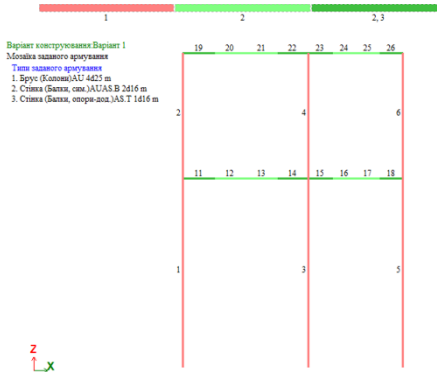 1 2 2, 3
Варіант конструювання:Варіант 1
Мозаїка заданого армування
Типи заданого армування
1. Брус (Колони)AU 4d25 m
2. Стінка (Балки, сим.)AUAS.B 2d16 m
3. Стінка (Балки, опори-дод.)AS.T 1d16 m
19 20 21 22 23 24 25 26
2 4 6
11 12 13 14 15 16 17 18
1 3 5
Z
X